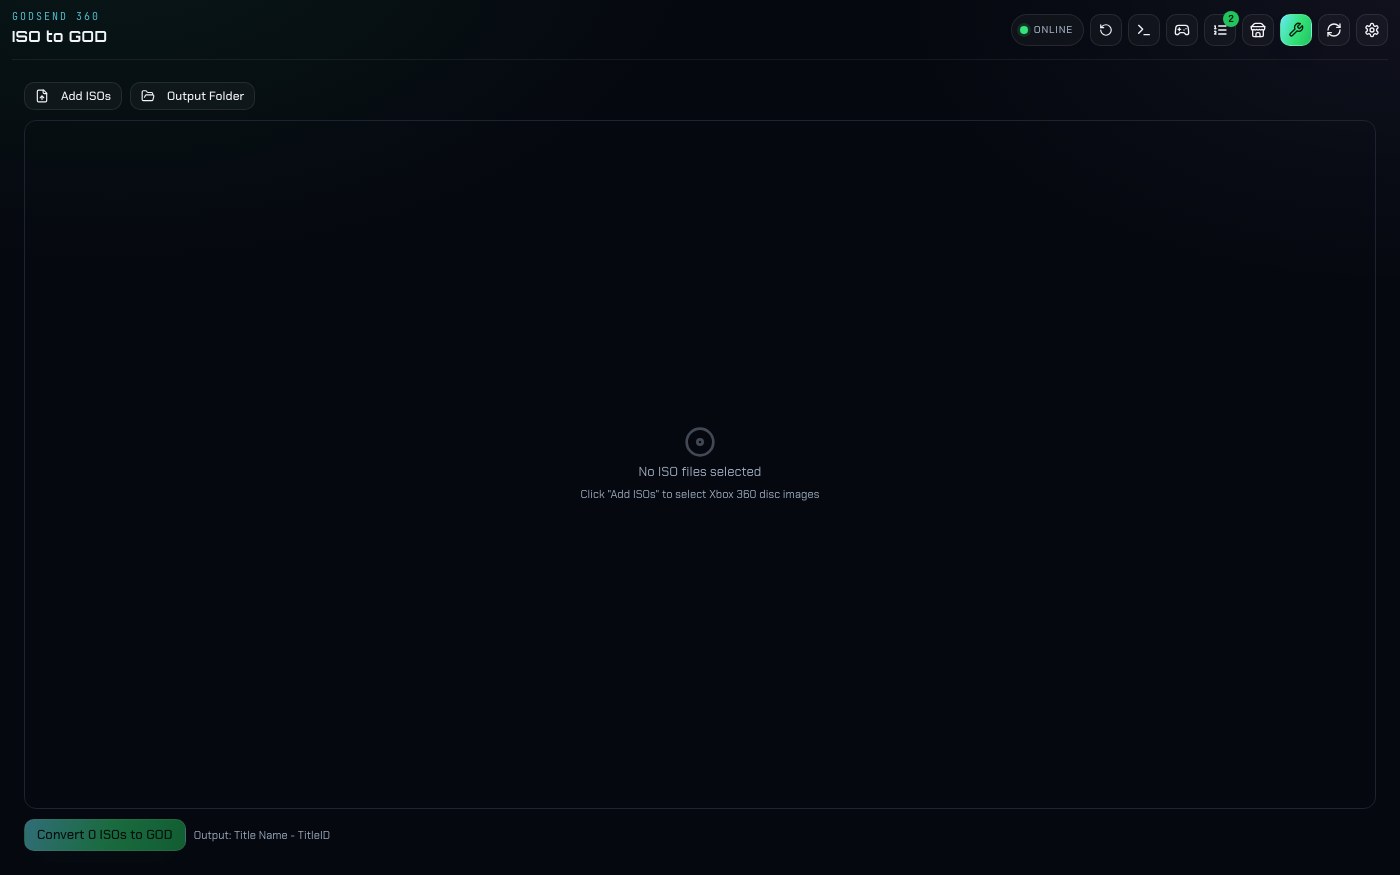 GODSEND 360
ISO to GOD
ONLINE
2
Add ISOs
Output Folder
No ISO files selected
Click "Add ISOs" to select Xbox 360 disc images
Convert 0 ISOs to GOD
Output: Title Name - TitleID